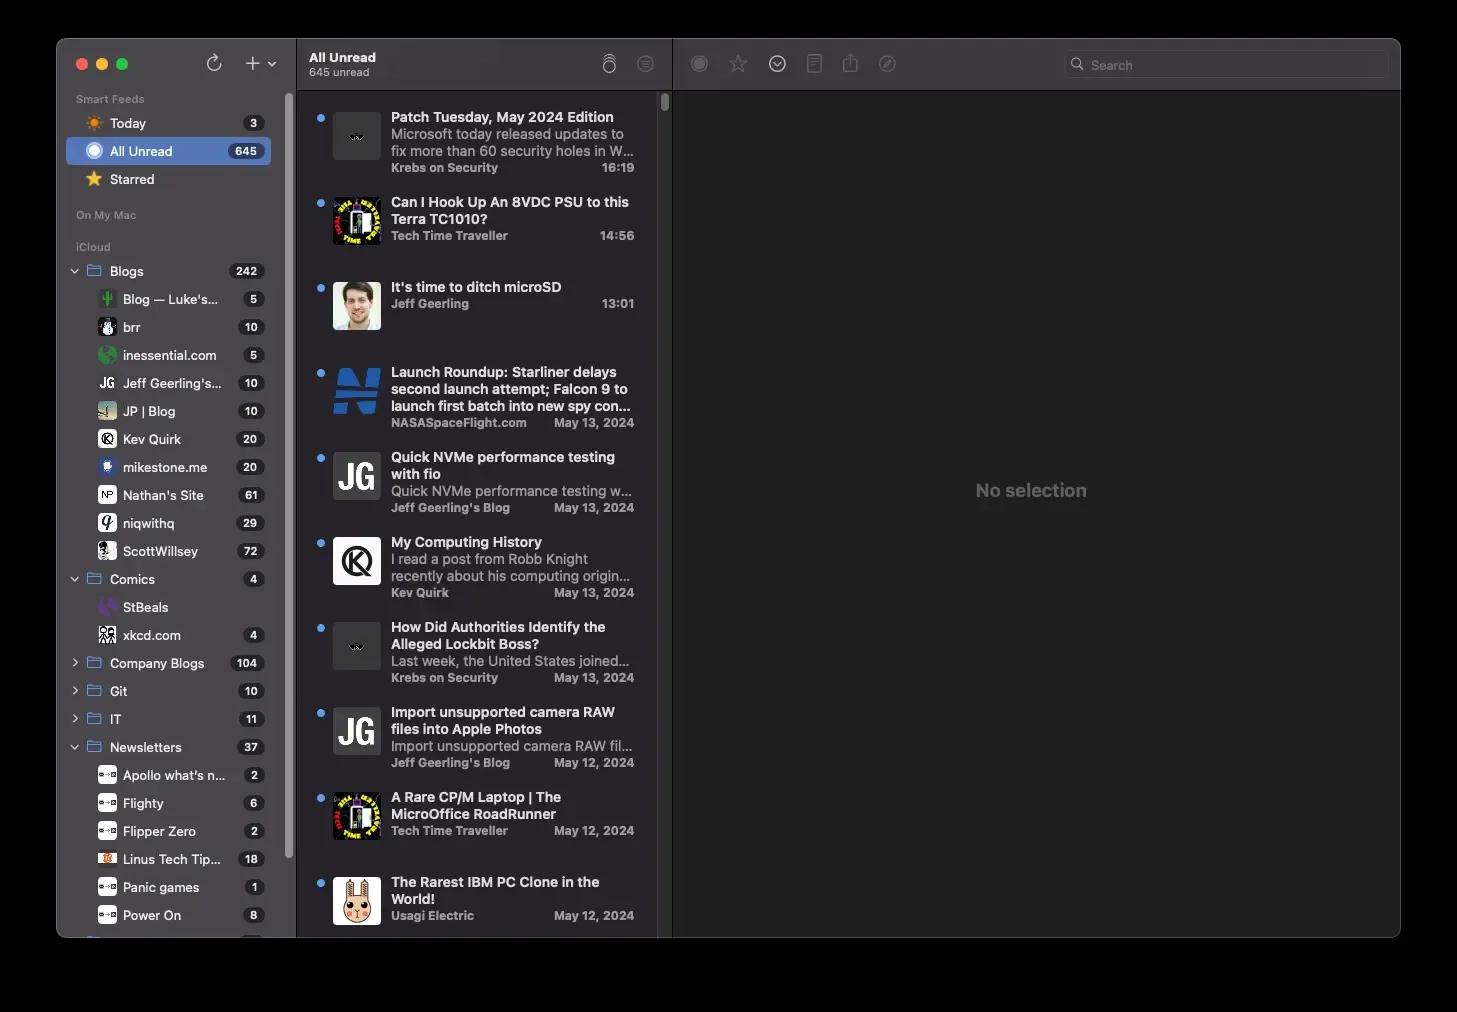 Smart Feeds
Today 3
All Unread 645
Starred
On My Mac
iCloud
Blogs 242
Blog — Luke's... 5
brr 10
inessential.com 5
JG Jeff Geerling's... 10
JP | Blog 10
Kev Quirk 20
mikestone.me 20
NP Nathan's Site 61
niqwithq 29
ScottWillsey 72
Comics 4
StBeals
xkcd.com 4
Company Blogs 104
Git 10
IT 11
Newsletters 37
Apollo what's n... 2
Flighty 6
Flipper Zero 2
Linus Tech Tip... 18
Panic games 1
Power On 8
All Unread
645 unread
Patch Tuesday, May 2024 Edition
Microsoft today released updates to
fix more than 60 security holes in W...
Krebs on Security 16:19
Can I Hook Up An 8VDC PSU to this
Terra TC1010?
Tech Time Traveller 14:56
It's time to ditch microSD
Jeff Geerling 13:01
Launch Roundup: Starliner delays
second launch attempt; Falcon 9 to
launch first batch into new spy con...
NASASpaceFlight.com May 13, 2024
JG
Quick NVMe performance testing
with fio
Quick NVMe performance testing w...
Jeff Geerling's Blog May 13, 2024
My Computing History
I read a post from Robb Knight
recently about his computing origin...
Kev Quirk May 13, 2024
How Did Authorities Identify the
Alleged Lockbit Boss?
Last week, the United States joined...
Krebs on Security May 13, 2024
JG
Import unsupported camera RAW
files into Apple Photos
Import unsupported camera RAW fil...
Jeff Geerling's Blog May 12, 2024
A Rare CP/M Laptop | The
MicroOffice RoadRunner
Tech Time Traveller May 12, 2024
The Rarest IBM PC Clone in the
World!
Usagi Electric May 12, 2024
Search
No selection